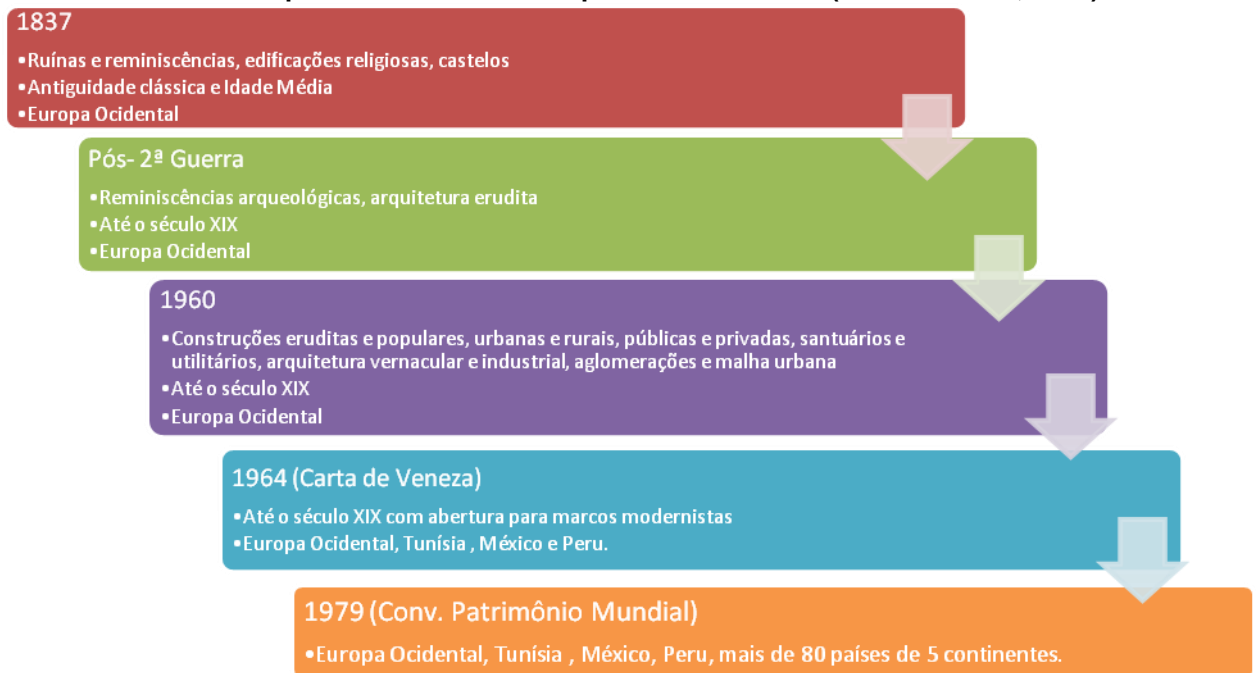 1837
•Ruínas e reminiscências, edificações religiosas, castelos
•Antiguidade clássica e Idade Média
•Europa Ocidental
Pós- 2ª Guerra
•Reminiscências arqueológicas, arquitetura erudita
•Até o século XIX
•Europa Ocidental
1960
•Construções eruditas e populares, urbanas e rurais, públicas e privadas, santuários e
utilitários, arquitetura vernacular e industrial, aglomerações e malha urbana
•Até o século XIX
•Europa Ocidental
1964 (Carta de Veneza)
•Até o século XIX com abertura para marcos modernistas
•Europa Ocidental, Tunísia , México e Peru.
1979 (Conv. Patrimônio Mundial)
•Europa Ocidental, Tunísia , México, Peru, mais de 80 países de 5 continentes.